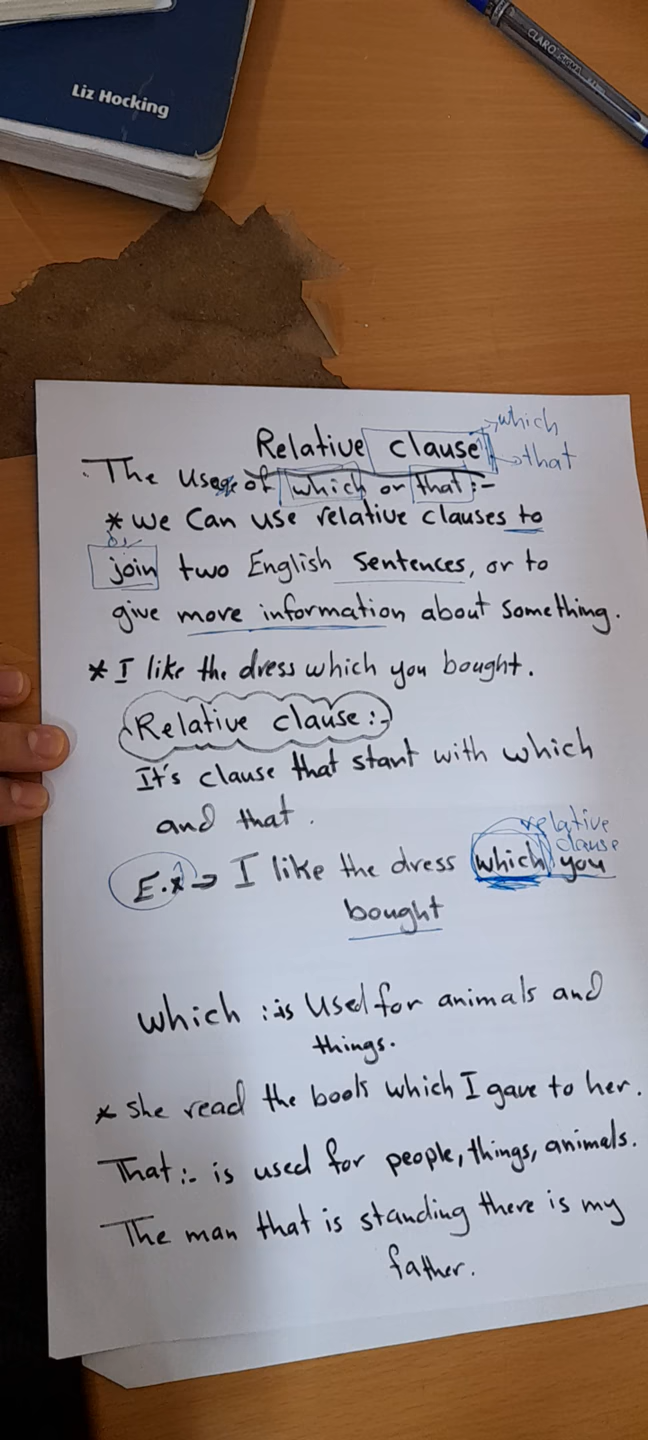 Liz Hocking
CLARO
Relative clause
which
that
The Usage of which or that :-
* we Can use relative clauses to
join two English Sentences, or to
give more information about Something.
* I like the dress which you bought.
Relative clause :-
It's clause that start with which
and that.
relative
clause
E.x → I like the dress which you
bought
which : is Used for animals and
things.
* she read the book which I gave to her.
That :- is used for people, things, animals.
The man that is standing there is my
father.